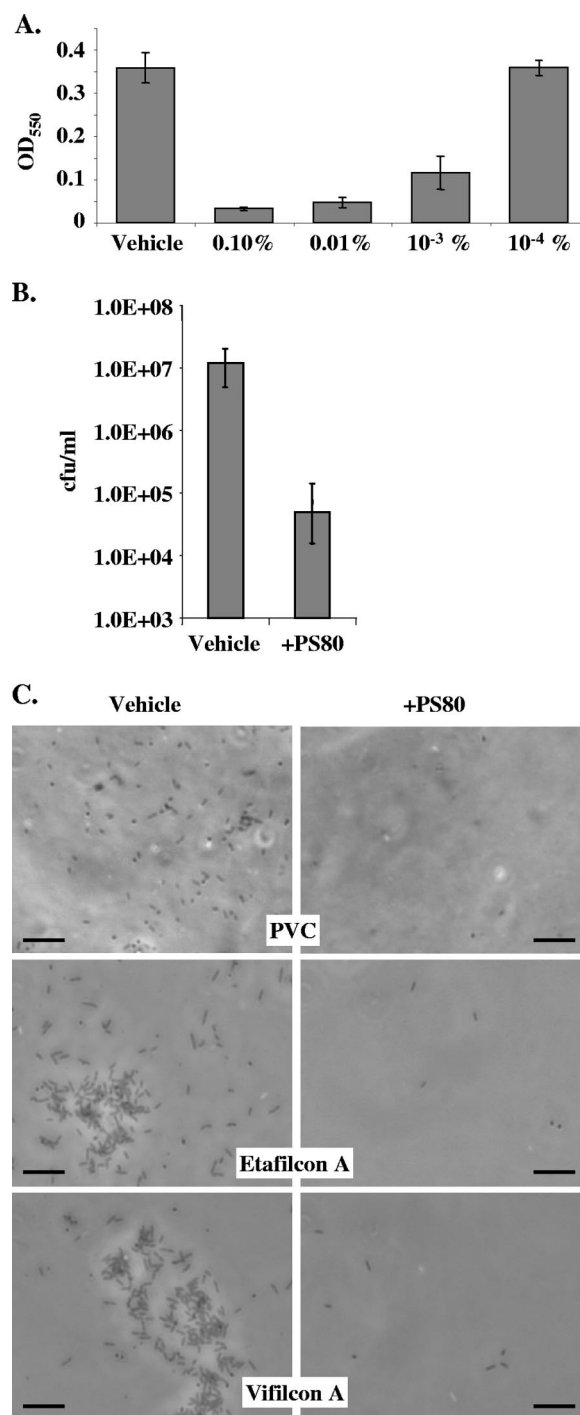 A.
0.4
0.3
0.2
0.1
0
OD550
Vehicle 0.10% 0.01% 10-3 % 10-4 %
B.
1.0E+08
1.0E+07
1.0E+06
1.0E+05
1.0E+04
1.0E+03
cfu/ml
Vehicle +PS80
C.
Vehicle +PS80
PVC
Etafilcon A
Vifilcon A